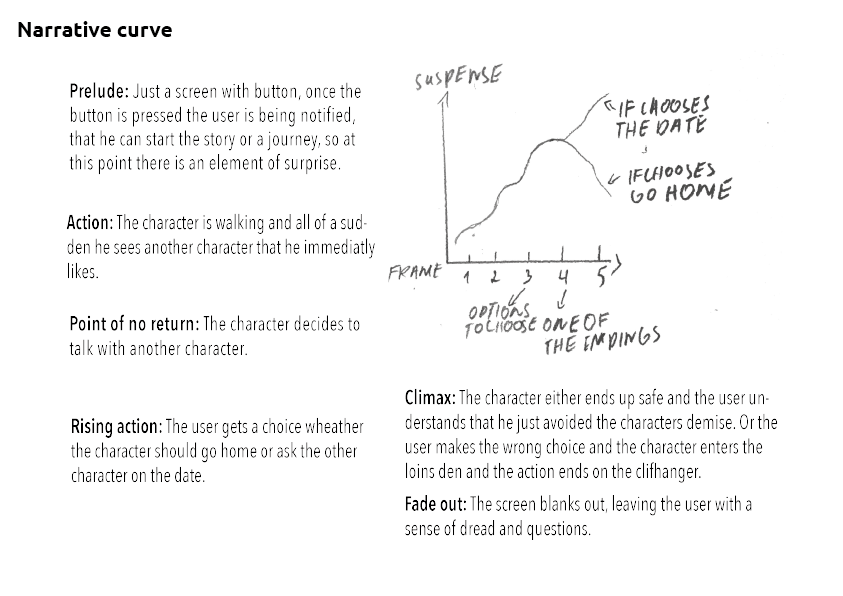 Narrative curve
Prelude: Just a screen with button, once the
button is pressed the user is being notified,
that he can start the story or a journey, so at
this point there is an element of surprise.
Action: The character is walking and all of a sud-
den he sees another character that he immediatly
likes.
Point of no return: The character decides to
talk with another character.
Rising action: The user gets a choice wheather
the character should go home or ask the other
character on the date.
SUSPENSE
IF CHOOSES
THE DATE
IF CHOOSES
GO HOME
FRAME 1 2 3 4 5
OPTIONS
TO CHOOSE
ONE OF
THE ENDINGS
Climax: The character either ends up safe and the user un-
derstands that he just avoided the characters demise. Or the
user makes the wrong choice and the character enters the
loins den and the action ends on the clifhanger.
Fade out: The screen blanks out, leaving the user with a
sense of dread and questions.